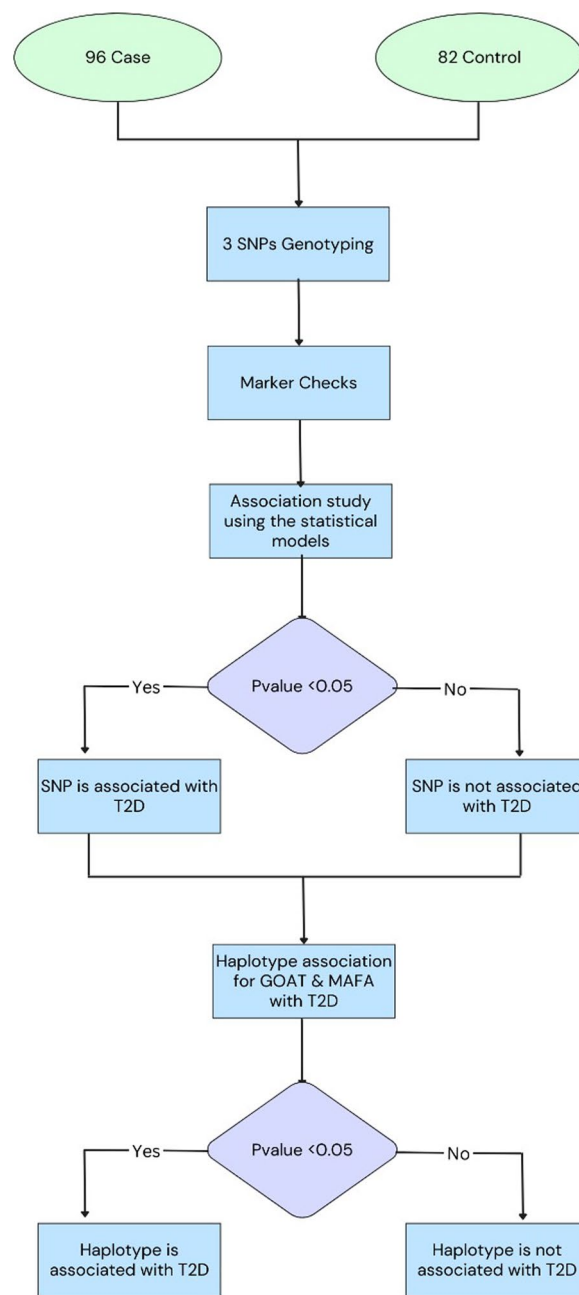 96 Case
82 Control
3 SNPs Genotyping
Marker Checks
Association study
using the statistical
models
Pvalue <0.05
Yes
No
SNP is associated with
T2D
SNP is not associated
with T2D
Haplotype association
for GOAT & MAFA
with T2D
Pvalue <0.05
Yes
No
Haplotype is
associated with T2D
Haplotype is not
associated with T2D